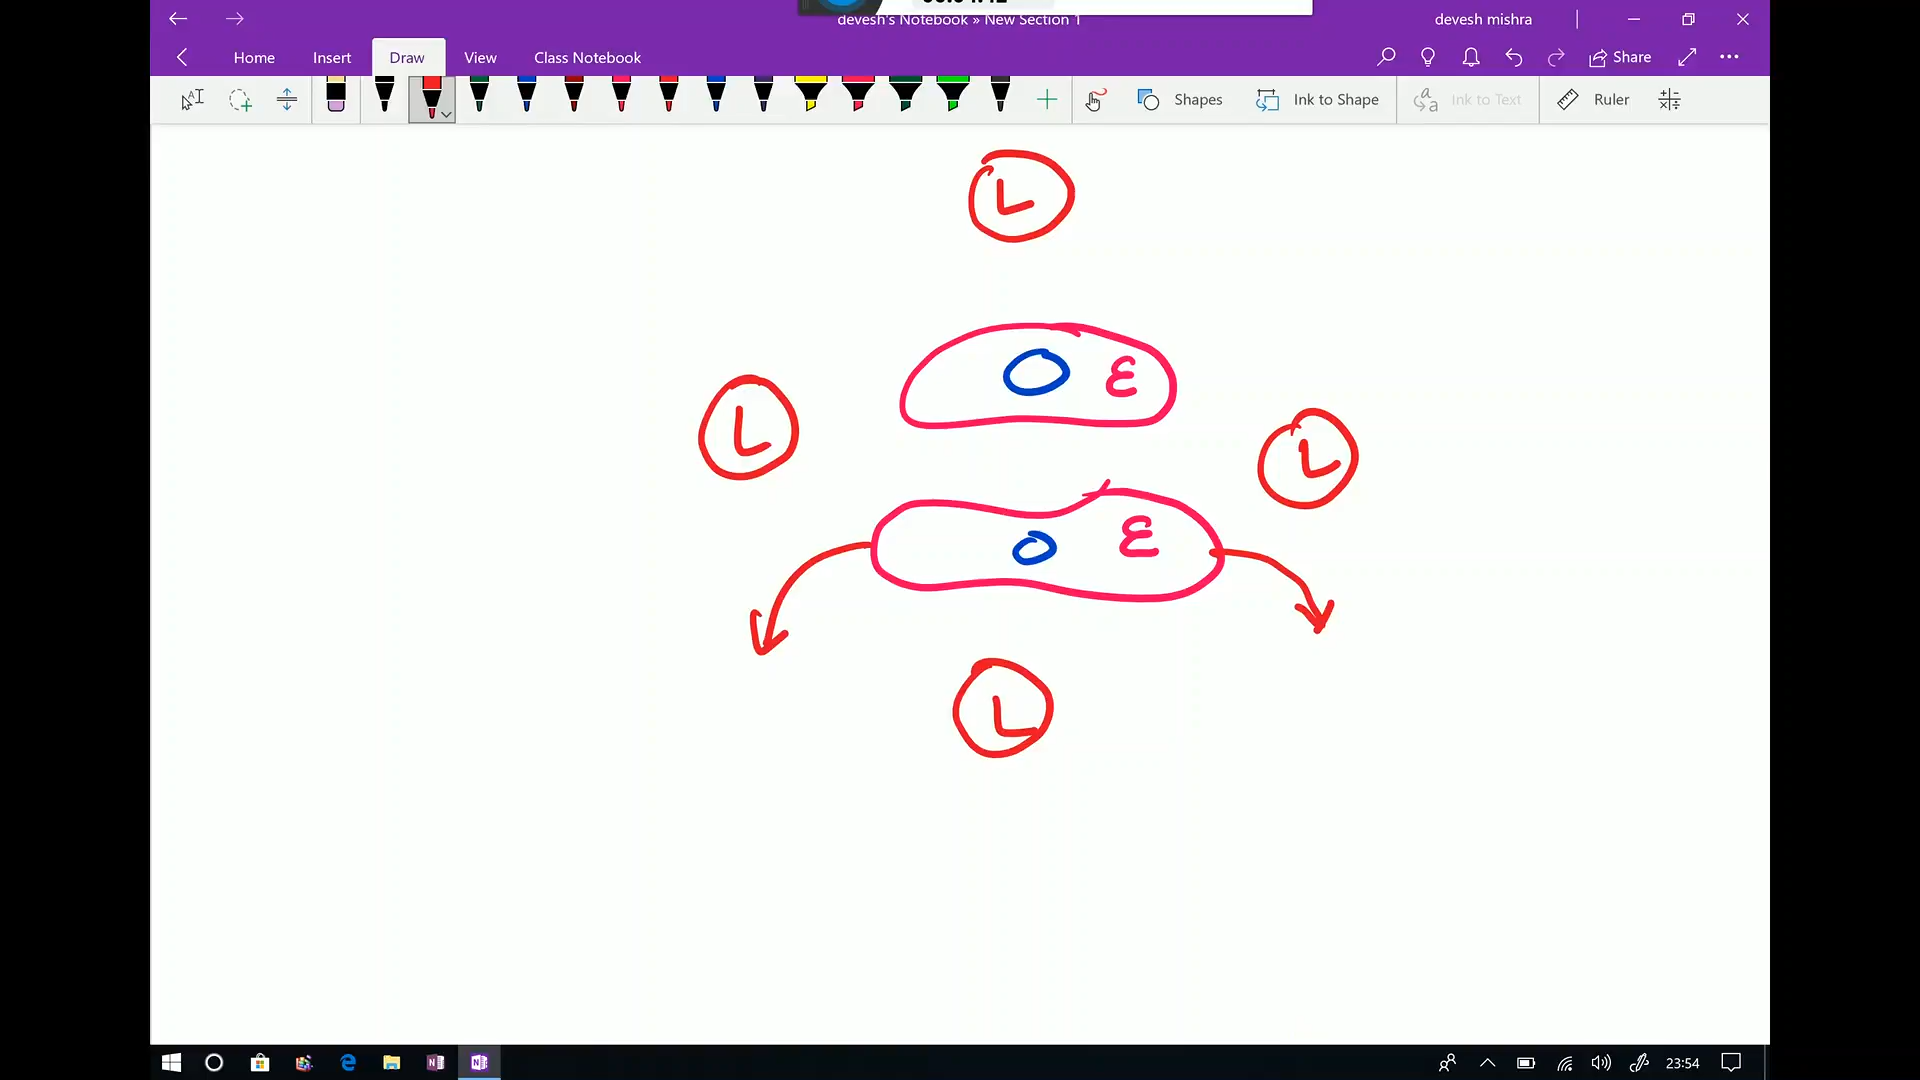 devesh's Notebook » New Section 1
devesh mishra
Home Insert Draw View Class Notebook
Share
Shapes Ink to Shape Ink to Text Ruler
L
ε
L
L
ε
L
23:54